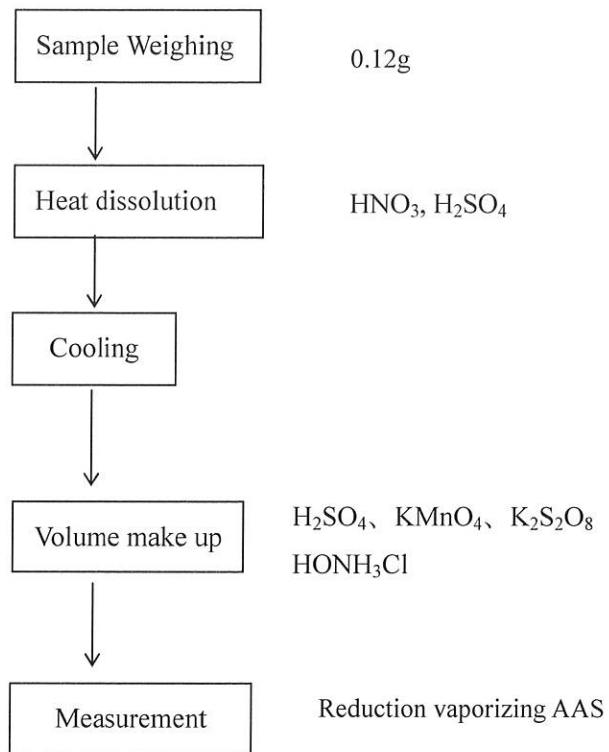 Sample Weighing
0.12g
Heat dissolution
HNO₃, H₂SO₄
Cooling
Volume make up
H₂SO₄、KMnO₄、K₂S₂O₈
HONH₃Cl
Measurement
Reduction vaporizing AAS